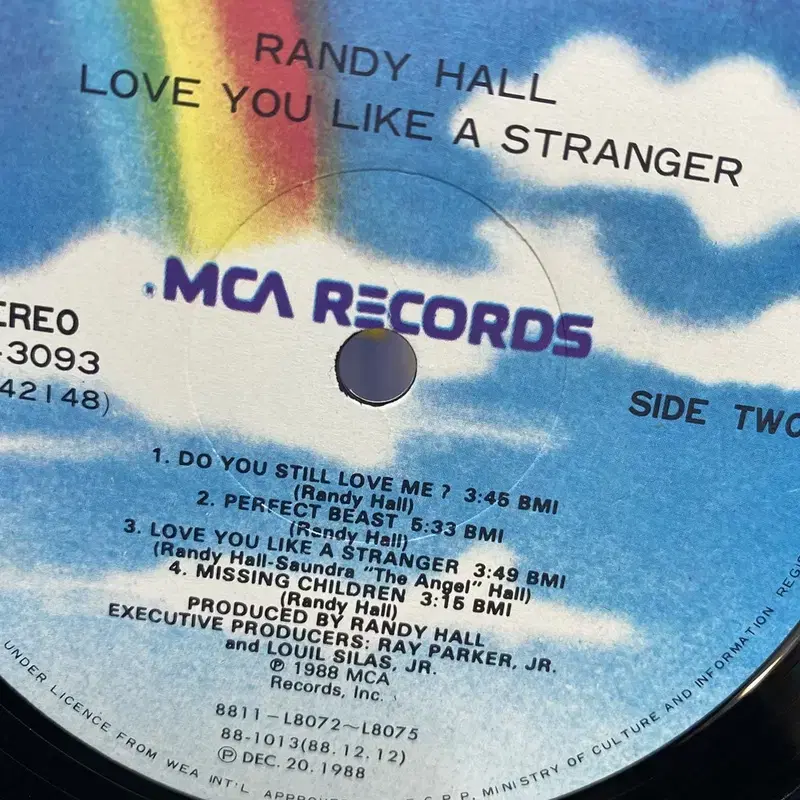 RANDY HALL
LOVE YOU LIKE A STRANGER
MCA RECORDS
EREO
-3093
42148)
SIDE TWO
1. DO YOU STILL LOVE ME ? 3:45 BMI
(Randy Hall)
2. PERFECT BEAST 5:33 BMI
(Randy Hall)
3. LOVE YOU LIKE A STRANGER 3:49 BMI
(Randy Hall-Saundra "The Angel" Hall)
4. MISSING CHILDREN 3:15 BMI
(Randy Hall)
PRODUCED BY RANDY HALL
EXECUTIVE PRODUCERS: RAY PARKER, JR.
and LOUIL SILAS, JR.
℗ 1988 MCA
Records, Inc.
8811-L8072~L8075
88-1013(88.12.12)
℗ DEC. 20. 1988
UNDER LICENCE FROM WEA INT'L
MINISTRY OF CULTURE AND INFORMATION